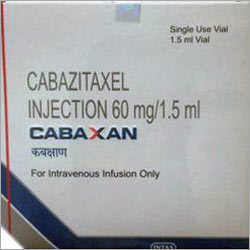 Single Use Vial
1.5 ml Vial
CABAZITAXEL
INJECTION 60 mg/1.5 ml
CABAXAN
कबक्षाण
For Intravenous Infusion Only
INTAS